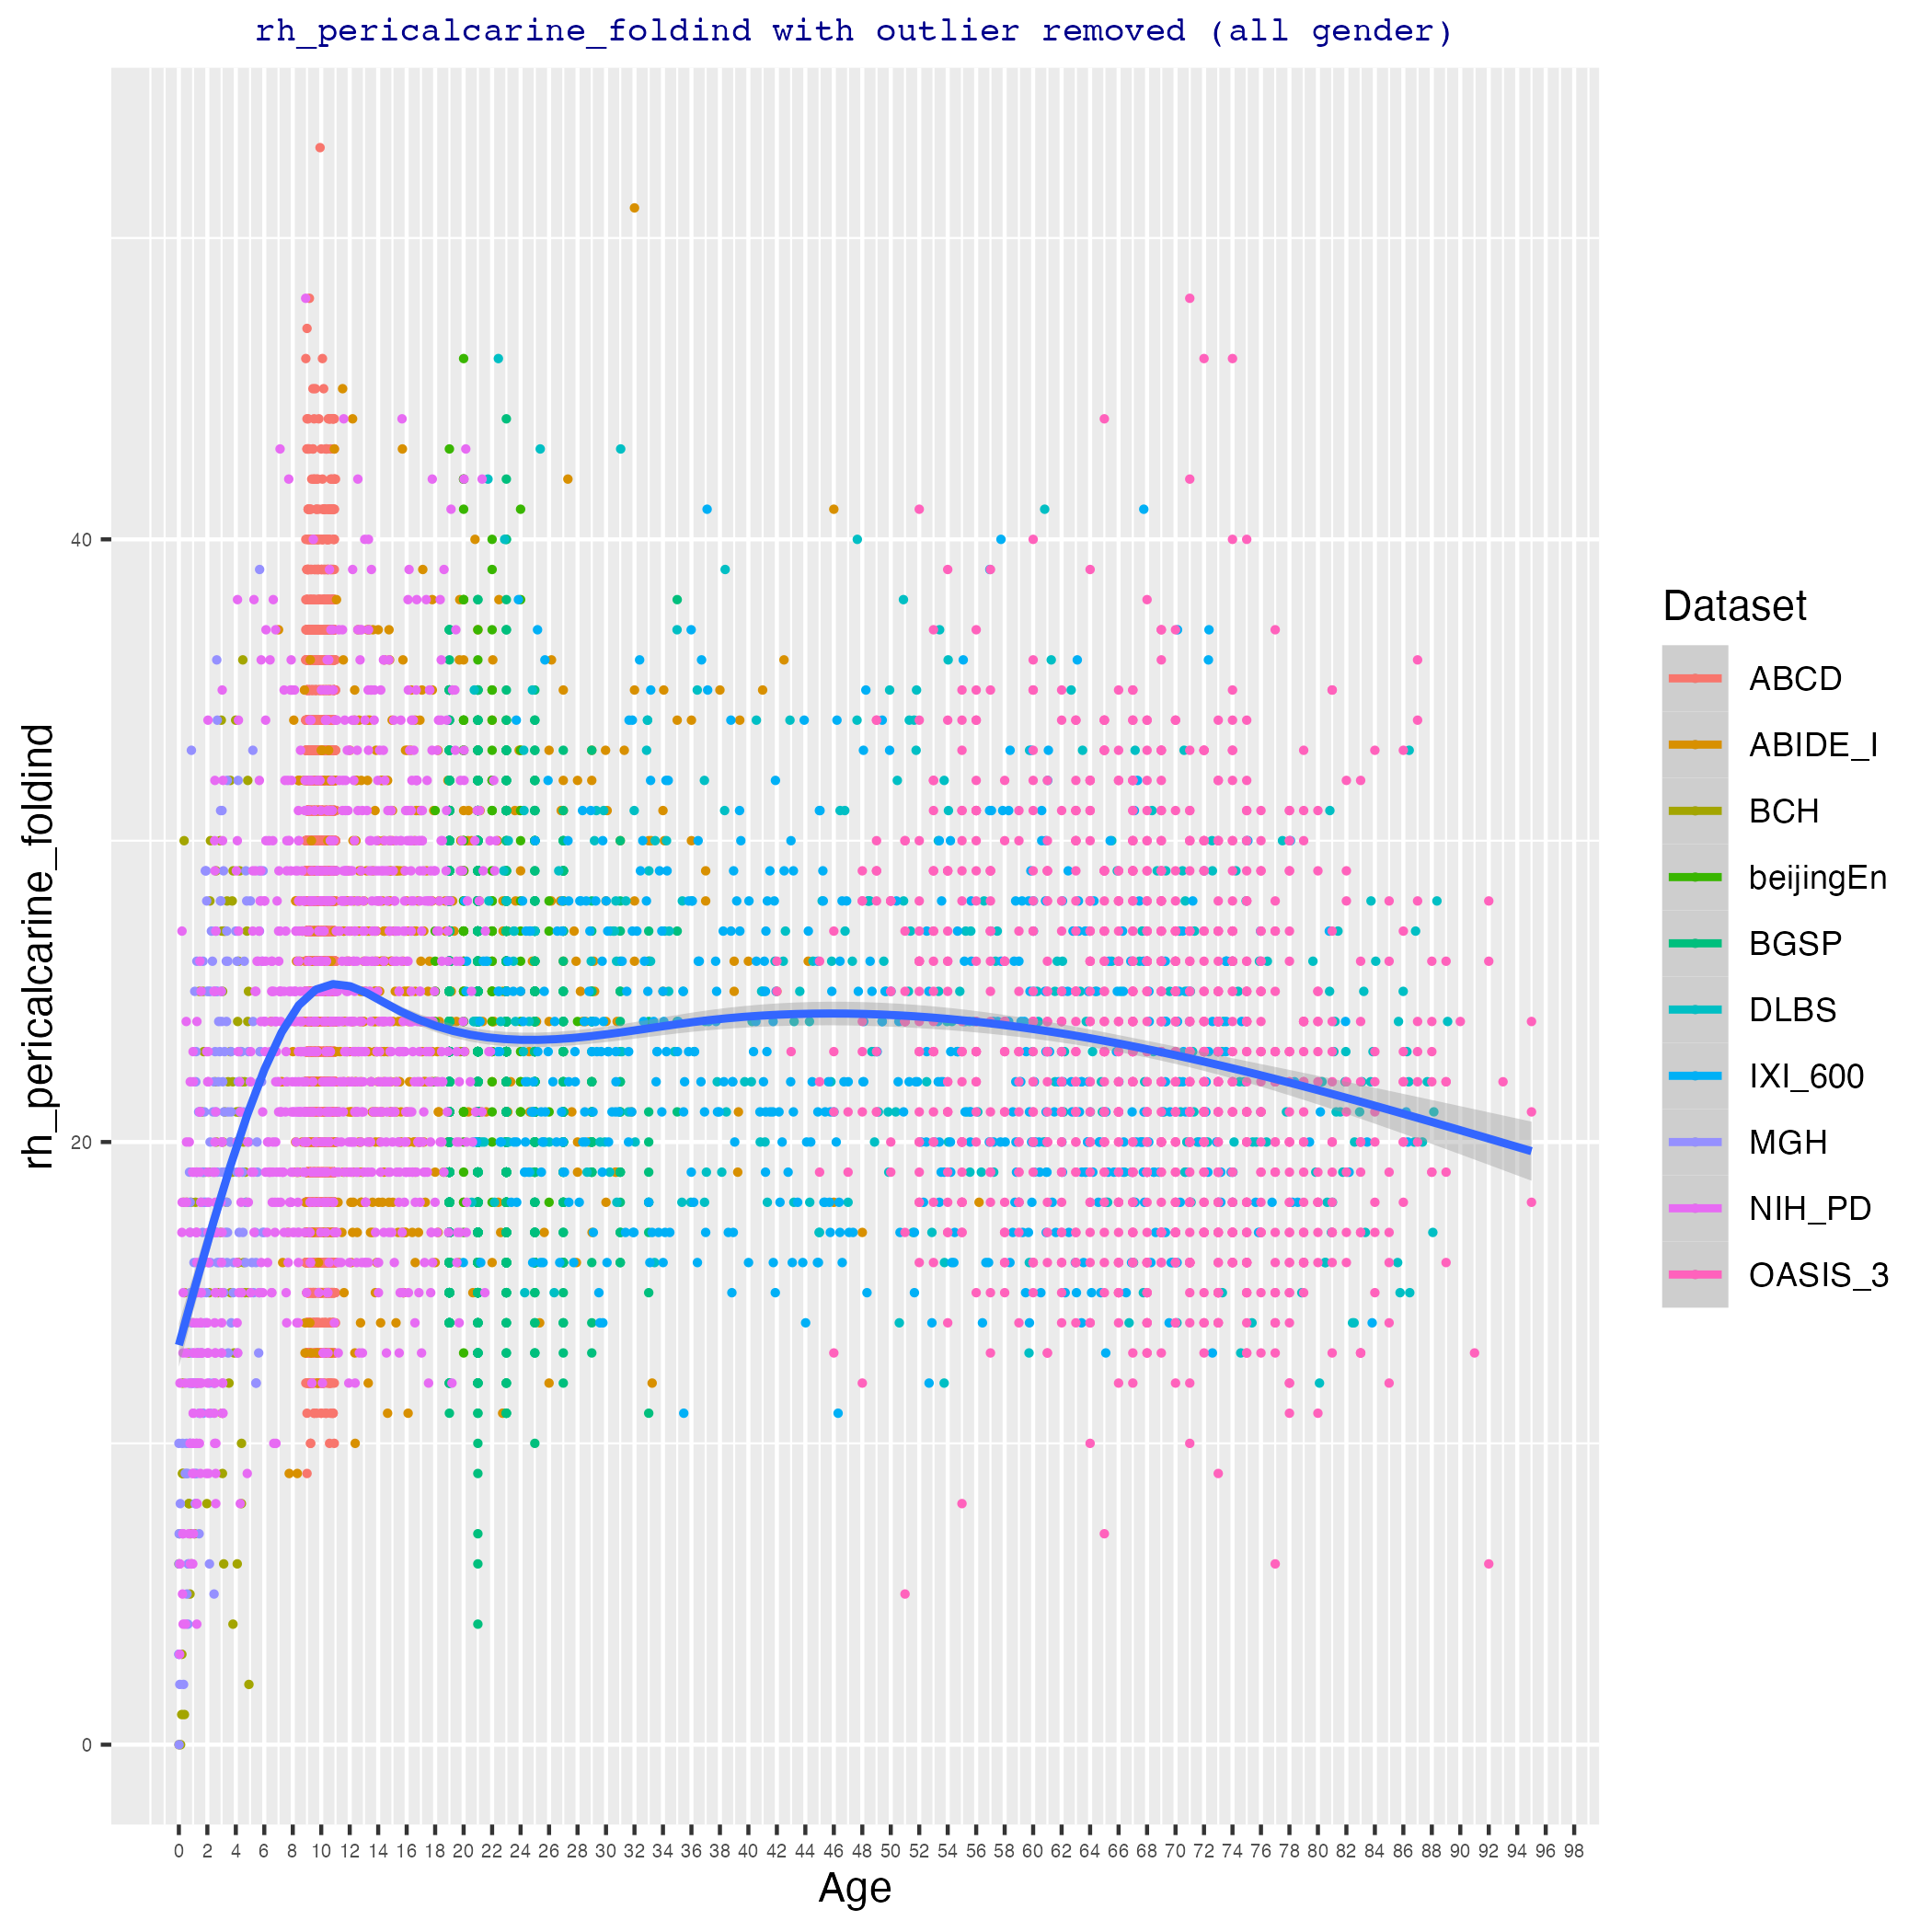 rh_pericalcarine_foldind with outlier removed (all gender)
rh_pericalcarine_foldind
40
20
0
0 2 4 6 8 10 12 14 16 18 20 22 24 26 28 30 32 34 36 38 40 42 44 46 48 50 52 54 56 58 60 62 64 66 68 70 72 74 76 78 80 82 84 86 88 90 92 94 96 98
Age
Dataset
ABCD
ABIDE_I
BCH
beijingEn
BGSP
DLBS
IXI_600
MGH
NIH_PD
OASIS_3